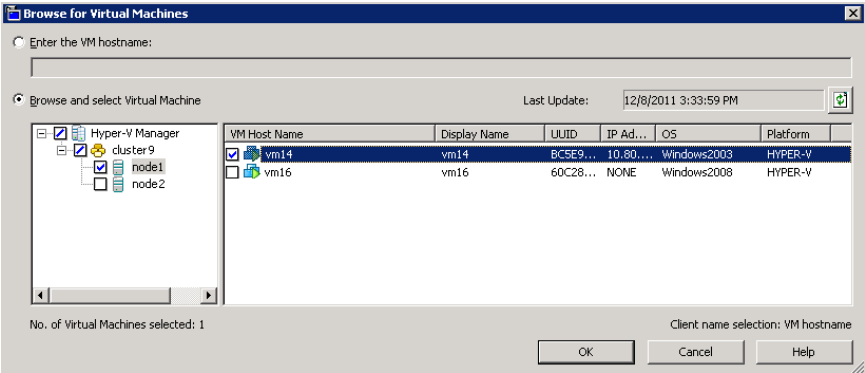 Browse for Virtual Machines
Enter the VM hostname:
Browse and select Virtual Machine
Last Update: 12/8/2011 3:33:59 PM
Hyper-V Manager
cluster9
node1
node2
VM Host Name Display Name UUID IP Ad... OS Platform
vm14 vm14 BC5E9... 10.80.... Windows2003 HYPER-V
vm16 vm16 60C28... NONE Windows2008 HYPER-V
No. of Virtual Machines selected: 1
Client name selection: VM hostname
OK Cancel Help